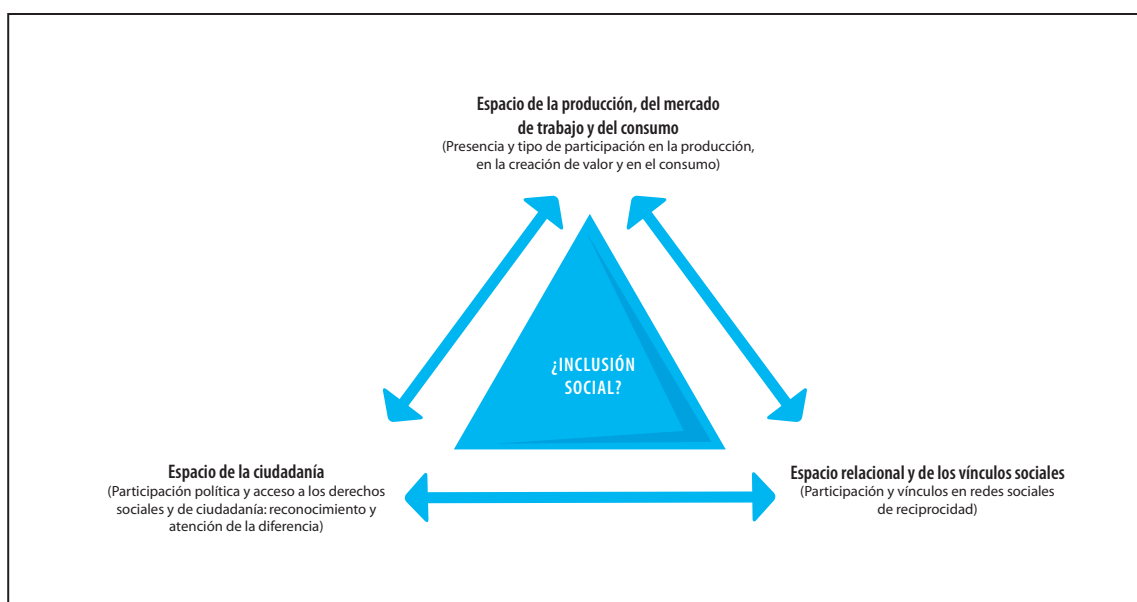 Espacio de la producción, del mercado
de trabajo y del consumo
(Presencia y tipo de participación en la producción,
en la creación de valor y en el consumo)
¿INCLUSIÓN
SOCIAL?
Espacio de la ciudadanía
(Participación política y acceso a los derechos
sociales y de ciudadanía: reconocimiento y
atención de la diferencia)
Espacio relacional y de los vínculos sociales
(Participación y vínculos en redes sociales
de reciprocidad)